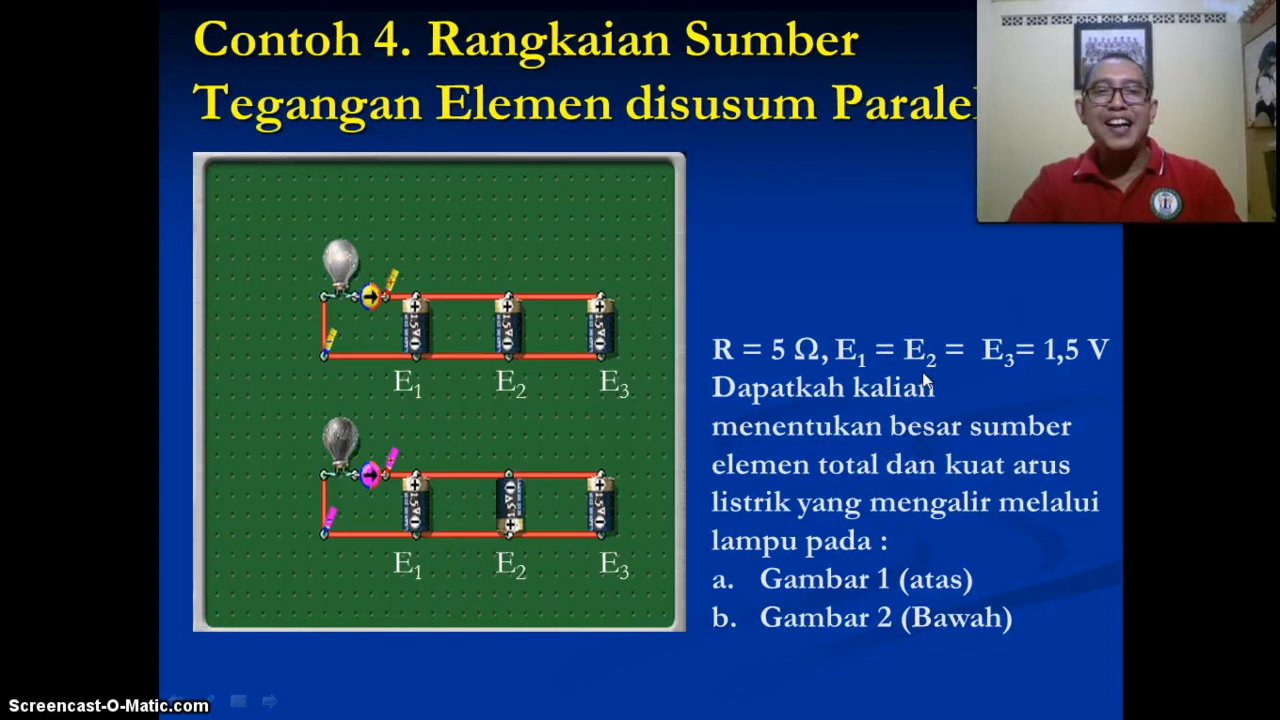 Contoh 4. Rangkaian Sumber
Tegangan Elemen disusum Paralel
E₁ E₂ E₃
E₁ E₂ E₃
R = 5 Ω, E₁ = E₂ = E₃= 1,5 V
Dapatkah kalian
menentukan besar sumber
elemen total dan kuat arus
listrik yang mengalir melalui
lampu pada :
a. Gambar 1 (atas)
b. Gambar 2 (Bawah)
Screencast-O-Matic.com